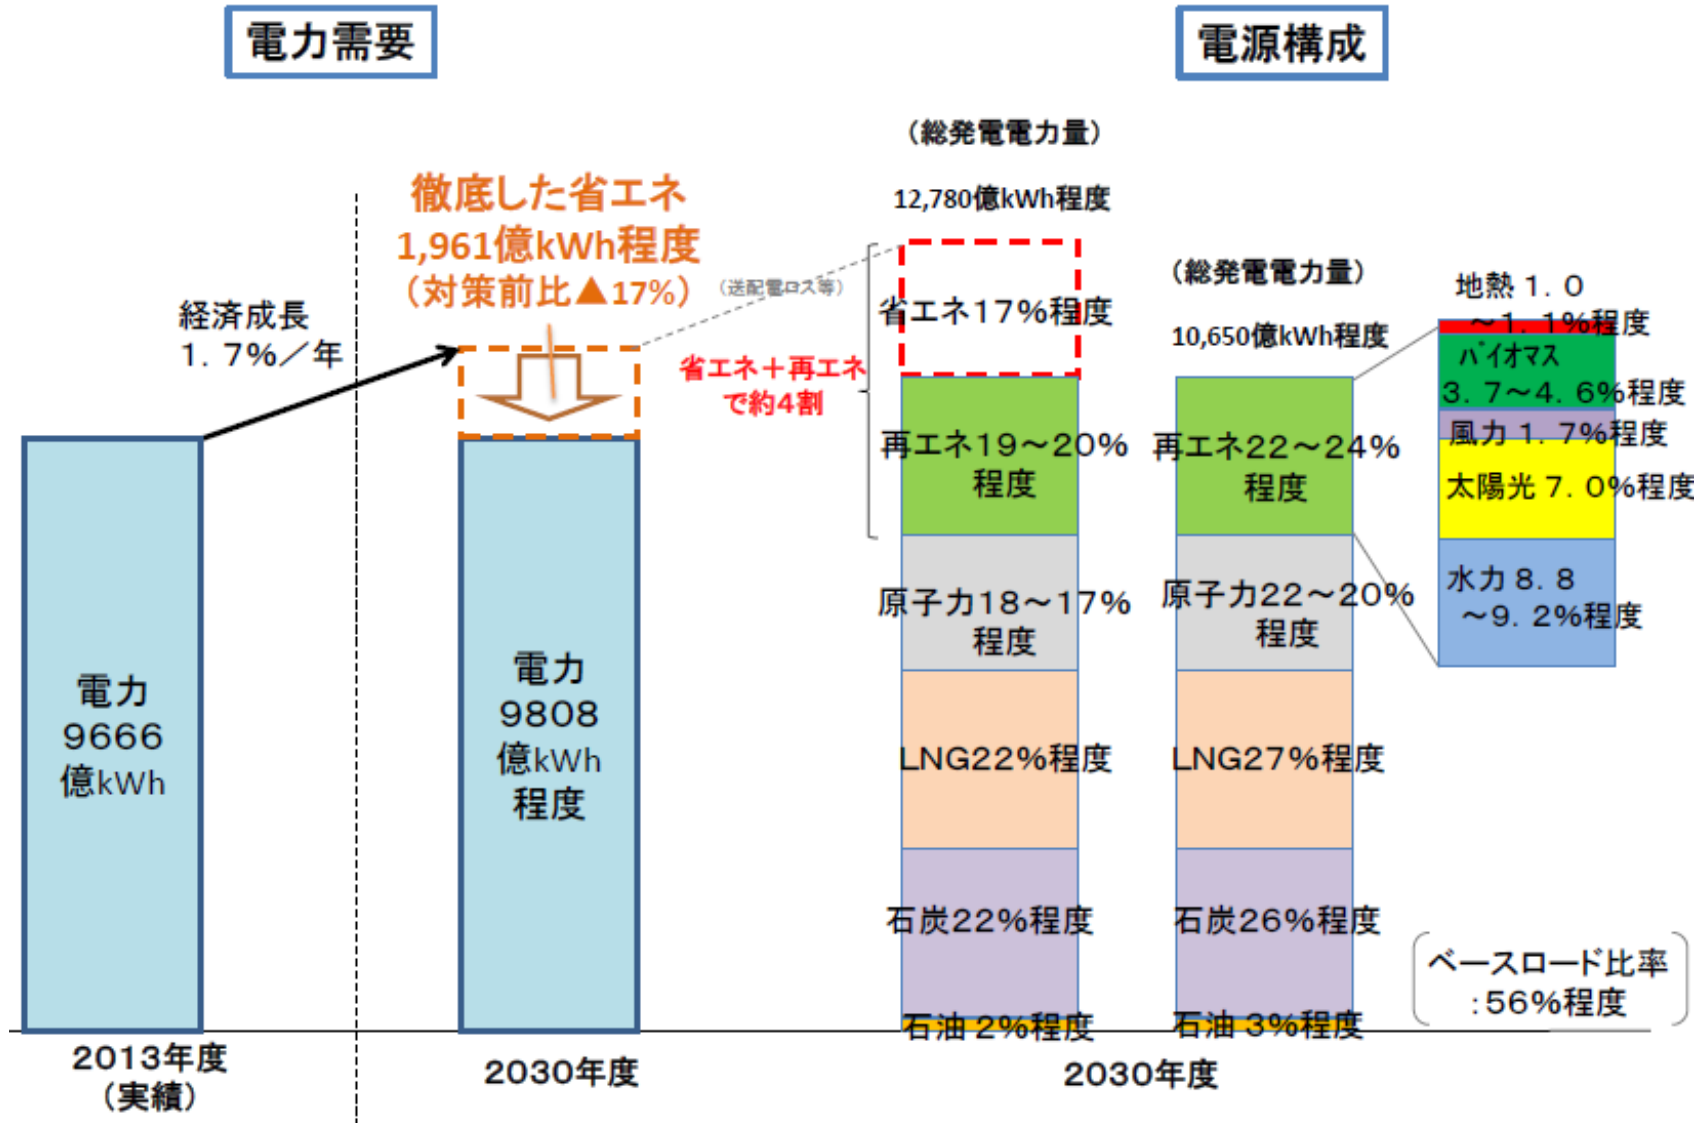 電力需要
電源構成
(総発電電力量)
12,780億kWh程度
徹底した省エネ
1,961億kWh程度
(対策前比▲17%)
(送配電ロス等)
経済成長
1.7%/年
省エネ17%程度
(総発電電力量)
10,650億kWh程度
省エネ+再エネ
で約4割
地熱 1.0
~1.1%程度
バイオマス
3.7~4.6%程度
風力 1.7%程度
太陽光 7.0%程度
水力 8.8
~9.2%程度
再エネ19~20%
程度
再エネ22~24%
程度
原子力18~17%
程度
原子力22~20%
程度
電力
9666
億kWh
電力
9808
億kWh
程度
LNG22%程度
LNG27%程度
石炭22%程度
石炭26%程度
ベースロード比率
:56%程度
石油 2%程度
石油 3%程度
2013年度
(実績)
2030年度
2030年度